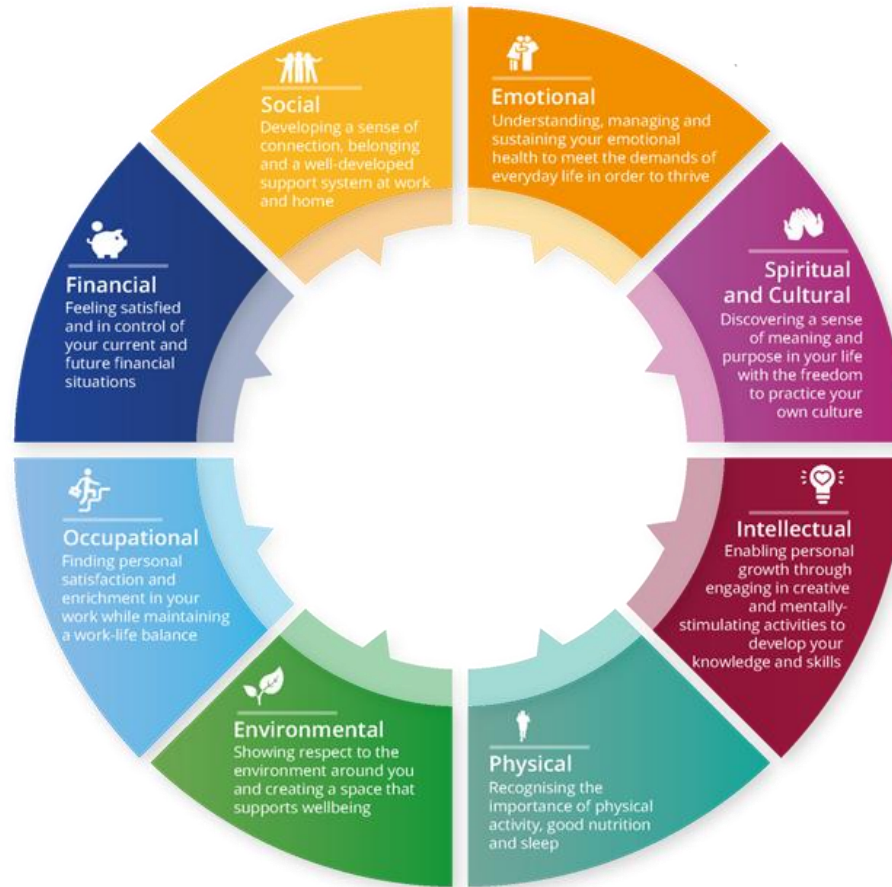 Social
Developing a sense of
connection, belonging
and a well-developed
support system at work
and home
Emotional
Understanding, managing and
sustaining your emotional
health to meet the demands of
everyday life in order to thrive
Spiritual
and Cultural
Discovering a sense
of meaning and
purpose in your life
with the freedom
to practice your
own culture
Intellectual
Enabling personal
growth through
engaging in creative
and mentally-
stimulating activities to
develop your
knowledge and skills
Physical
Recognising the
importance of physical
activity, good nutrition
and sleep
Environmental
Showing respect to the
environment around you
and creating a space that
supports wellbeing
Occupational
Finding personal
satisfaction and
enrichment in your
work while maintaining
a work-life balance
Financial
Feeling satisfied
and in control of
your current and
future financial
situations